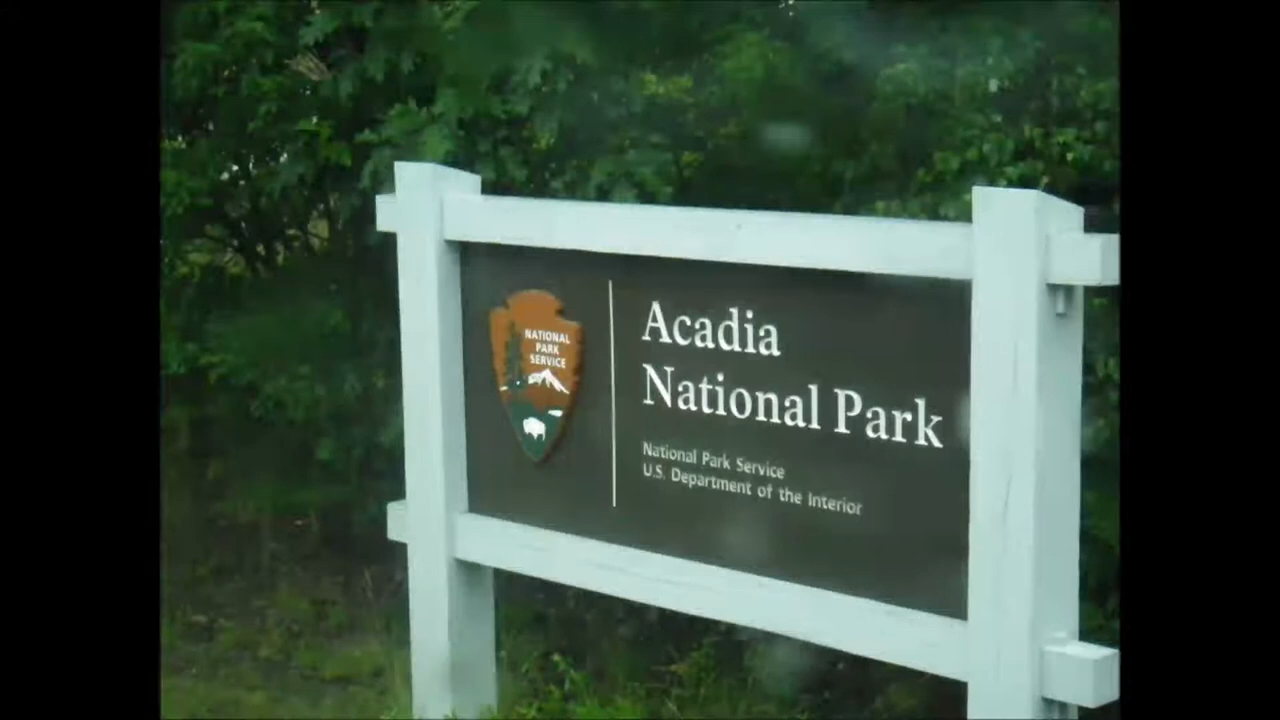 NATIONAL
PARK
SERVICE
Acadia
National Park
National Park Service
U.S. Department of the Interior